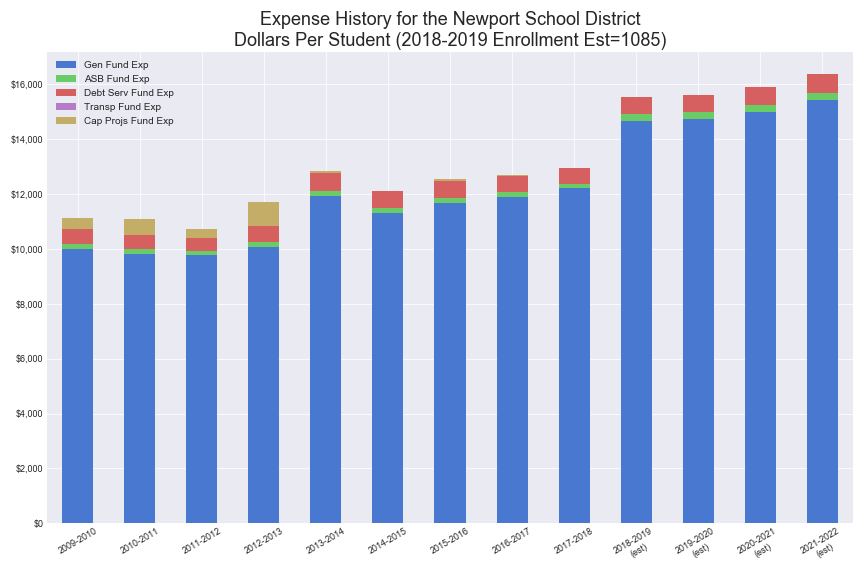 Expense History for the Newport School District
Dollars Per Student (2018-2019 Enrollment Est=1085)
Gen Fund Exp
ASB Fund Exp
Debt Serv Fund Exp
Transp Fund Exp
Cap Projs Fund Exp
$16,000
$14,000
$12,000
$10,000
$8,000
$6,000
$4,000
$2,000
$0
2009-2010
2010-2011
2011-2012
2012-2013
2013-2014
2014-2015
2015-2016
2016-2017
2017-2018
2018-2019
(est)
2019-2020
(est)
2020-2021
(est)
2021-2022
(est)